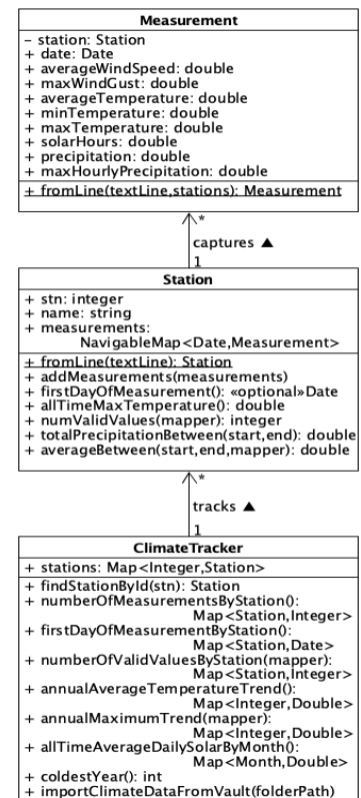 Measurement
– station: Station
+ date: Date
+ averageWindSpeed: double
+ maxWindGust: double
+ averageTemperature: double
+ minTemperature: double
+ maxTemperature: double
+ solarHours: double
+ precipitation: double
+ maxHourlyPrecipitation: double
+ fromLine(textLine,stations): Measurement
*
captures ▲
1
Station
+ stn: integer
+ name: string
+ measurements:
NavigableMap<Date,Measurement>
+ fromLine(textLine): Station
+ addMeasurements(measurements)
+ firstDayOfMeasurement(): «optional»Date
+ allTimeMaxTemperature(): double
+ numValidValues(mapper): integer
+ totalPrecipitationBetween(start,end): double
+ averageBetween(start,end,mapper): double
*
tracks ▲
1
ClimateTracker
+ stations: Map<Integer,Station>
+ findStationById(stn): Station
+ numberOfMeasurementsByStation():
Map<Station,Integer>
+ firstDayOfMeasurementByStation():
Map<Station,Date>
+ numberOfValidValuesByStation(mapper):
Map<Station,Integer>
+ annualAverageTemperatureTrend():
Map<Integer,Double>
+ annualMaximumTrend(mapper):
Map<Integer,Double>
+ allTimeAverageDailySolarByMonth():
Map<Month,Double>
+ coldestYear(): int
+ importClimateDataFromVault(folderPath)